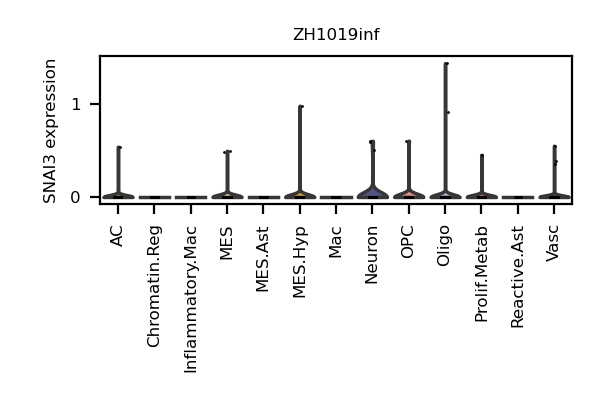 ZH1019inf
SNAI3 expression
1
0
AC
Chromatin.Reg
Inflammatory.Mac
MES
MES.Ast
MES.Hyp
Mac
Neuron
OPC
Oligo
Prolif.Metab
Reactive.Ast
Vasc